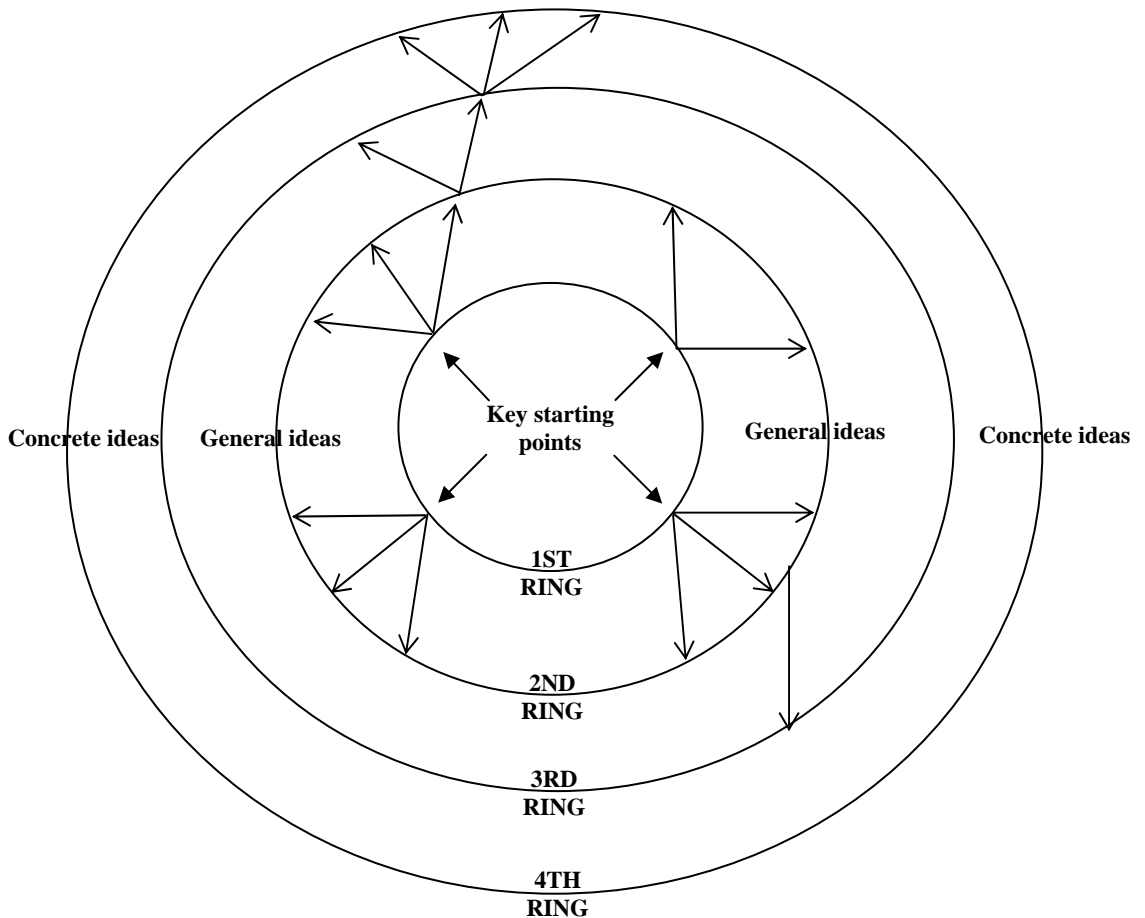 Key starting
points
Concrete ideas
General ideas
General ideas
Concrete ideas
1ST
RING
2ND
RING
3RD
RING
4TH
RING